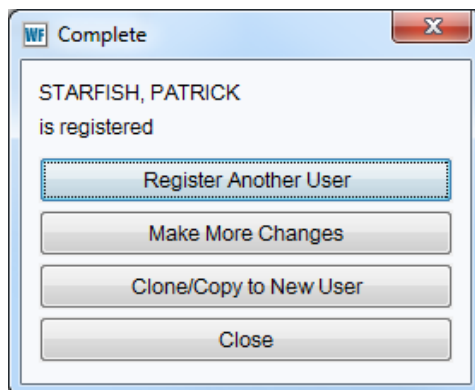 WF Complete
STARFISH, PATRICK
is registered
Register Another User
Make More Changes
Clone/Copy to New User
Close